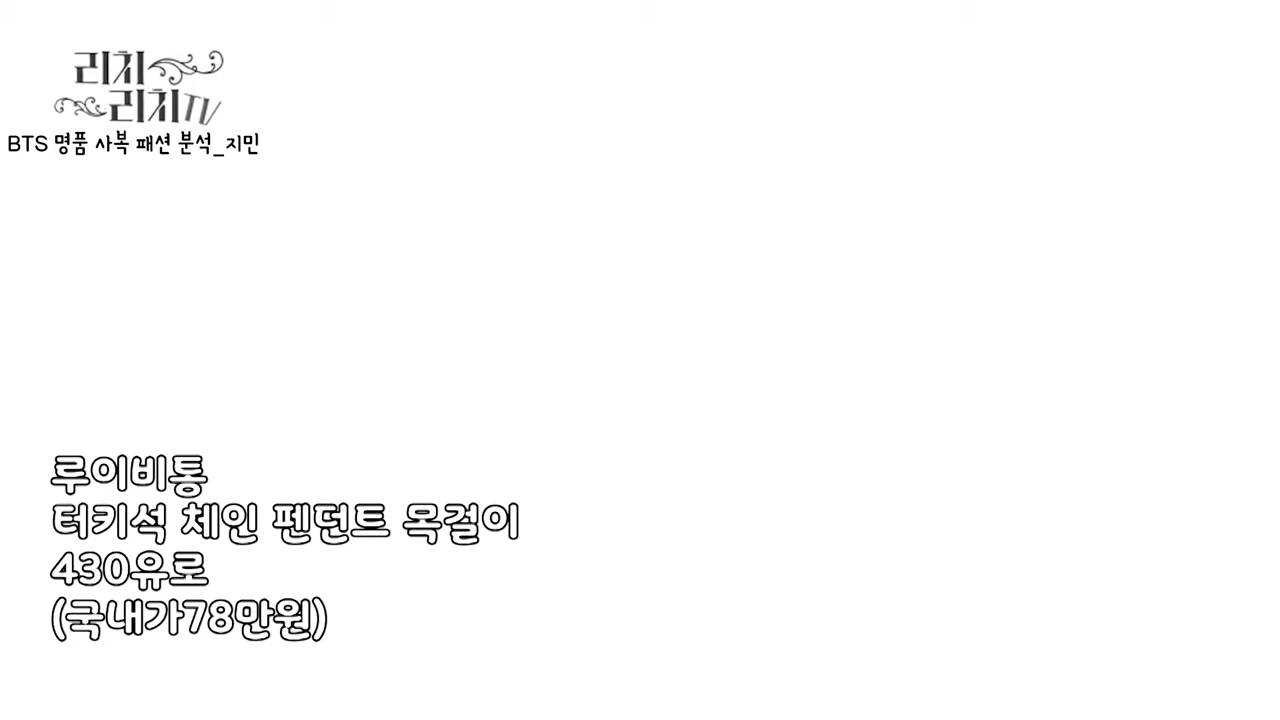 리치
리치TV
BTS 명품 사복 패션 분석_지민
루이비통
터키석 체인 펜던트 목걸이
430유로
(국내가78만원)